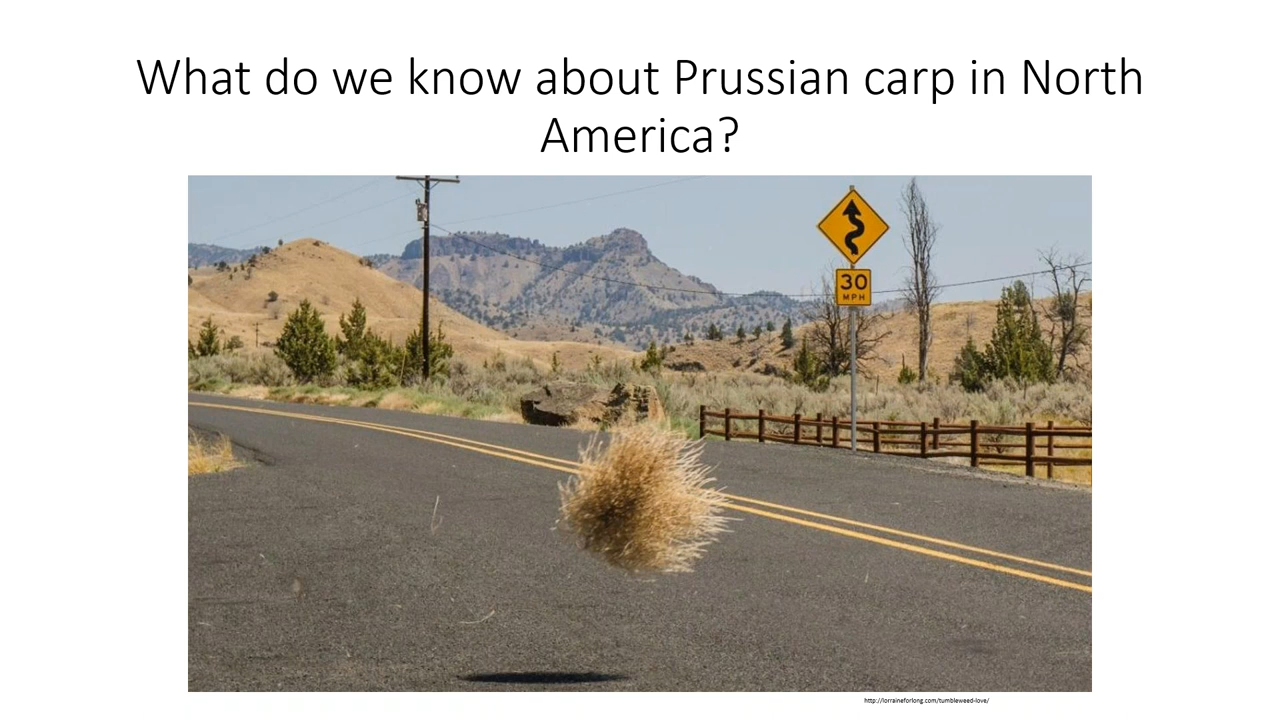 What do we know about Prussian carp in North
America?
30
MPH
http://lorraineforlong.com/tumbleweed-love/